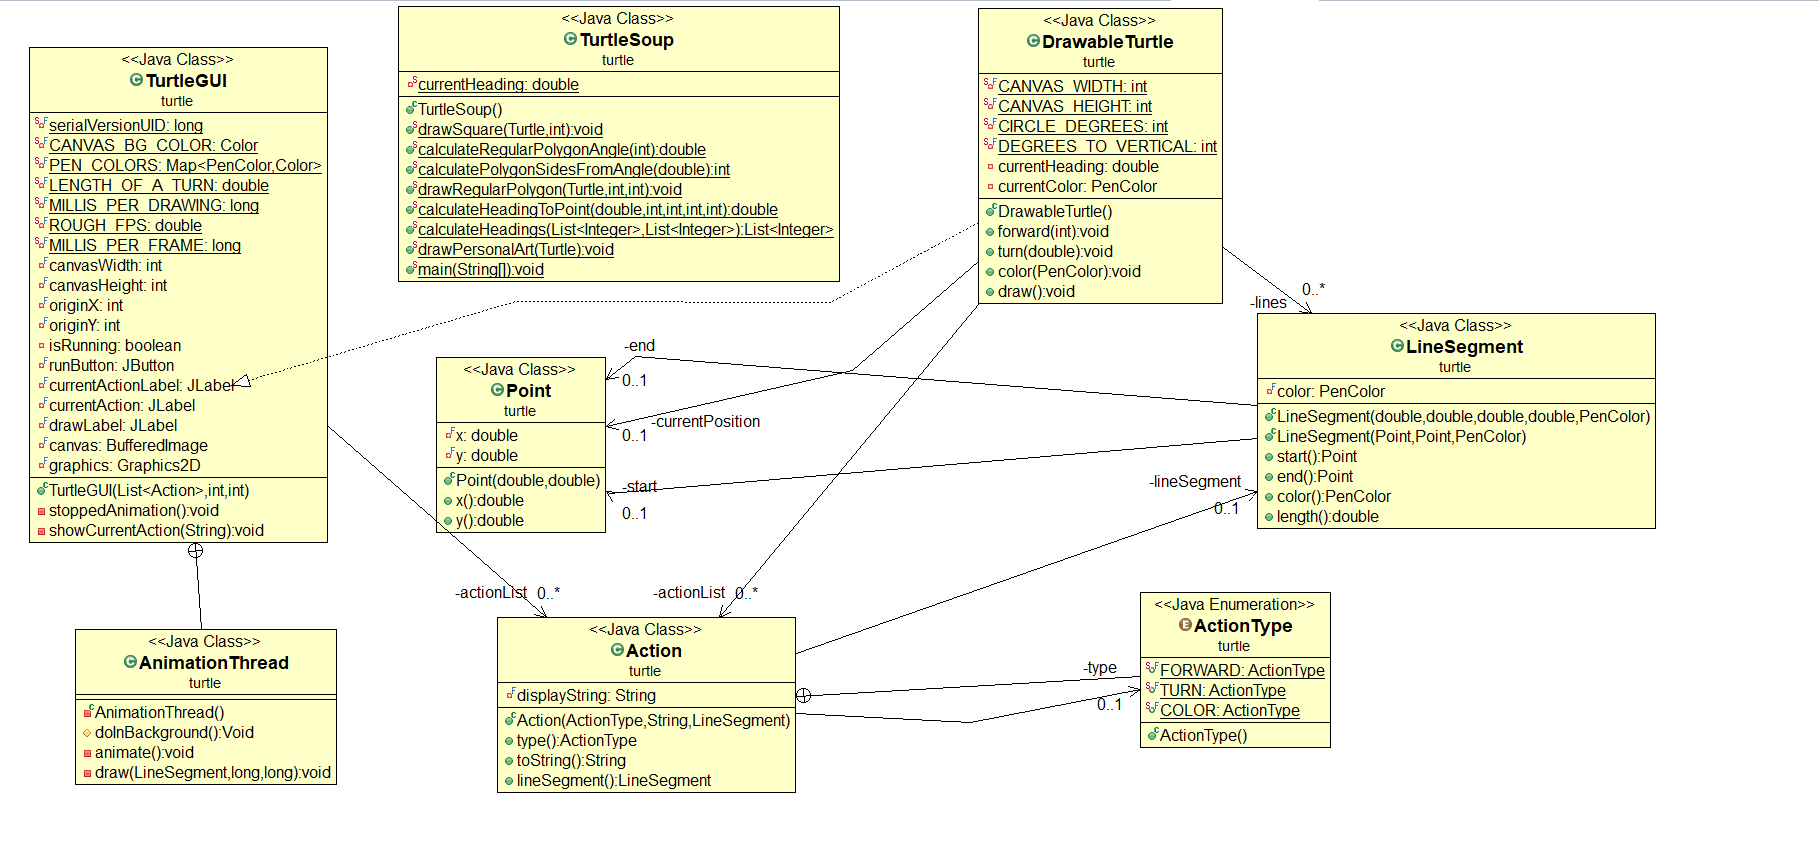 <<Java Class>>
TurtleGUI
turtle
serialVersionUID: long
CANVAS_BG_COLOR: Color
PEN_COLORS: Map<PenColor,Color>
LENGTH_OF_A_TURN: double
MILLIS_PER_DRAWING: long
ROUGH_FPS: double
MILLIS_PER_FRAME: long
canvasWidth: int
canvasHeight: int
originX: int
originY: int
isRunning: boolean
runButton: JButton
currentActionLabel: JLabel
currentAction: JLabel
drawLabel: JLabel
canvas: BufferedImage
graphics: Graphics2D
TurtleGUI(List<Action>,int,int)
stoppedAnimation():void
showCurrentAction(String):void
<<Java Class>>
TurtleSoup
turtle
currentHeading: double
TurtleSoup()
drawSquare(Turtle,int):void
calculateRegularPolygonAngle(int):double
calculatePolygonSidesFromAngle(double):int
drawRegularPolygon(Turtle,int,int):void
calculateHeadingToPoint(double,int,int,int,int):double
calculateHeadings(List<Integer>,List<Integer>):List<Integer>
drawPersonalArt(Turtle):void
main(String[]):void
<<Java Class>>
DrawableTurtle
turtle
CANVAS_WIDTH: int
CANVAS_HEIGHT: int
CIRCLE_DEGREES: int
DEGREES_TO_VERTICAL: int
currentHeading: double
currentColor: PenColor
DrawableTurtle()
forward(int):void
turn(double):void
color(PenColor):void
draw():void
-lines
0..*
<<Java Class>>
LineSegment
turtle
color: PenColor
LineSegment(double,double,double,double,PenColor)
LineSegment(Point,Point,PenColor)
start():Point
end():Point
color():PenColor
length():double
-end
0..1
-currentPosition
0..1
-start
0..1
<<Java Class>>
Point
turtle
x: double
y: double
Point(double,double)
x():double
y():double
-lineSegment
0..1
-actionList
0..*
-actionList
0..*
<<Java Class>>
AnimationThread
turtle
AnimationThread()
doInBackground():Void
animate():void
draw(LineSegment,long,long):void
<<Java Class>>
Action
turtle
displayString: String
Action(ActionType,String,LineSegment)
type():ActionType
toString():String
lineSegment():LineSegment
-type
0..1
<<Java Enumeration>>
ActionType
turtle
FORWARD: ActionType
TURN: ActionType
COLOR: ActionType
ActionType()